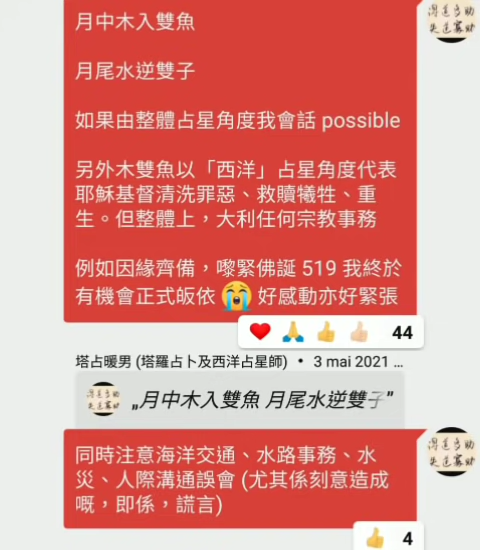 月中木入雙魚
月尾水逆雙子
如果由整體占星角度我會話 possible
另外木雙魚以「西洋」占星角度代表
耶穌基督清洗罪惡、救贖犧牲、重
生。但整體上，大利任何宗教事務
例如因緣齊備，嚟緊佛誕 519 我終於
有機會正式皈依 😭 好感動亦好緊張
❤️ 🙏 👍 👍🏻 44
塔占暖男 (塔羅占卜及西洋占星師) • 3 mai 2021 ...
„月中木入雙魚 月尾水逆雙子"
同時注意海洋交通、水路事務、水
災、人際溝通誤會 (尤其係刻意造成
嘅，即係，謊言)
👍 4
得道多助
失道寡助